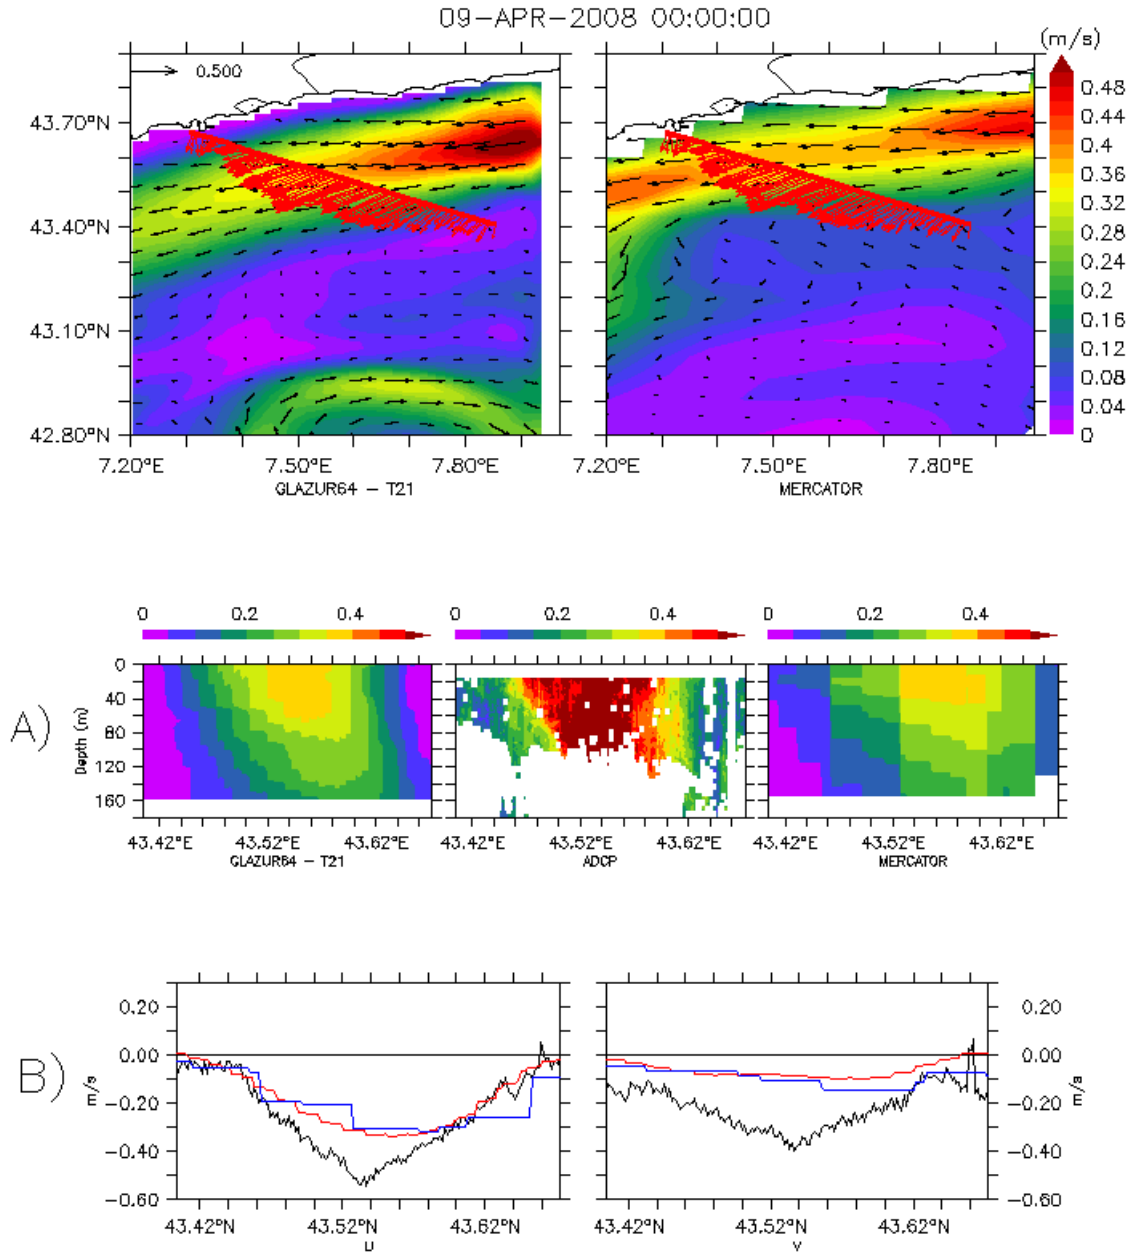 09-APR-2008 00:00:00
(m/s)
0.500
43.70°N
43.40°N
43.10°N
42.80°N
0.48
0.44
0.4
0.36
0.32
0.28
0.24
0.2
0.16
0.12
0.08
0.04
0
7.20°E 7.50°E 7.80°E 7.20°E 7.50°E 7.80°E
GLAZUR64 - T21 MERCATOR
0 0.2 0.4 0 0.2 0.4 0 0.2 0.4
A)
Depth (m)
0
40
80
120
160
43.42°E 43.52°E 43.62°E 43.42°E 43.52°E 43.62°E 43.42°E 43.52°E 43.62°E
GLAZUR64 - T21 ADCP MERCATOR
B)
m/s
0.20 0.20
0.00 0.00
-0.20 -0.20
-0.40 -0.40
-0.60 -0.60
m/s
43.42°N 43.52°N 43.62°N 43.42°N 43.52°N 43.62°N
U V